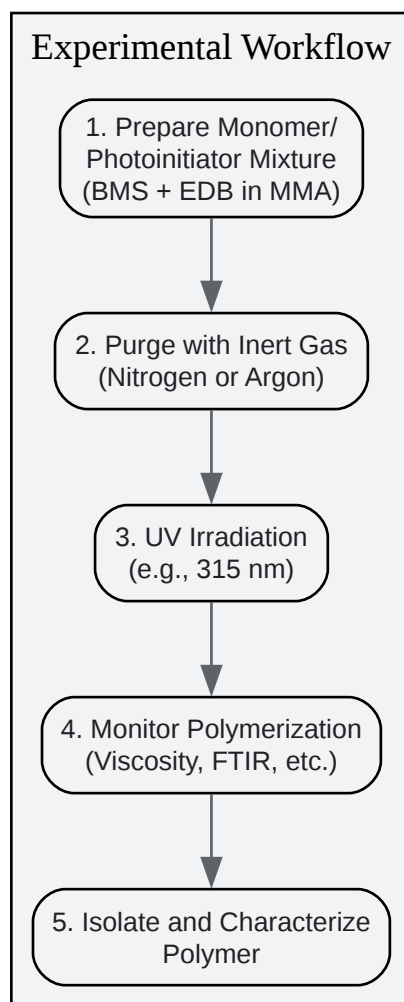 Experimental Workflow
1. Prepare Monomer/
Photoinitiator Mixture
(BMS + EDB in MMA)
2. Purge with Inert Gas
(Nitrogen or Argon)
3. UV Irradiation
(e.g., 315 nm)
4. Monitor Polymerization
(Viscosity, FTIR, etc.)
5. Isolate and Characterize
Polymer